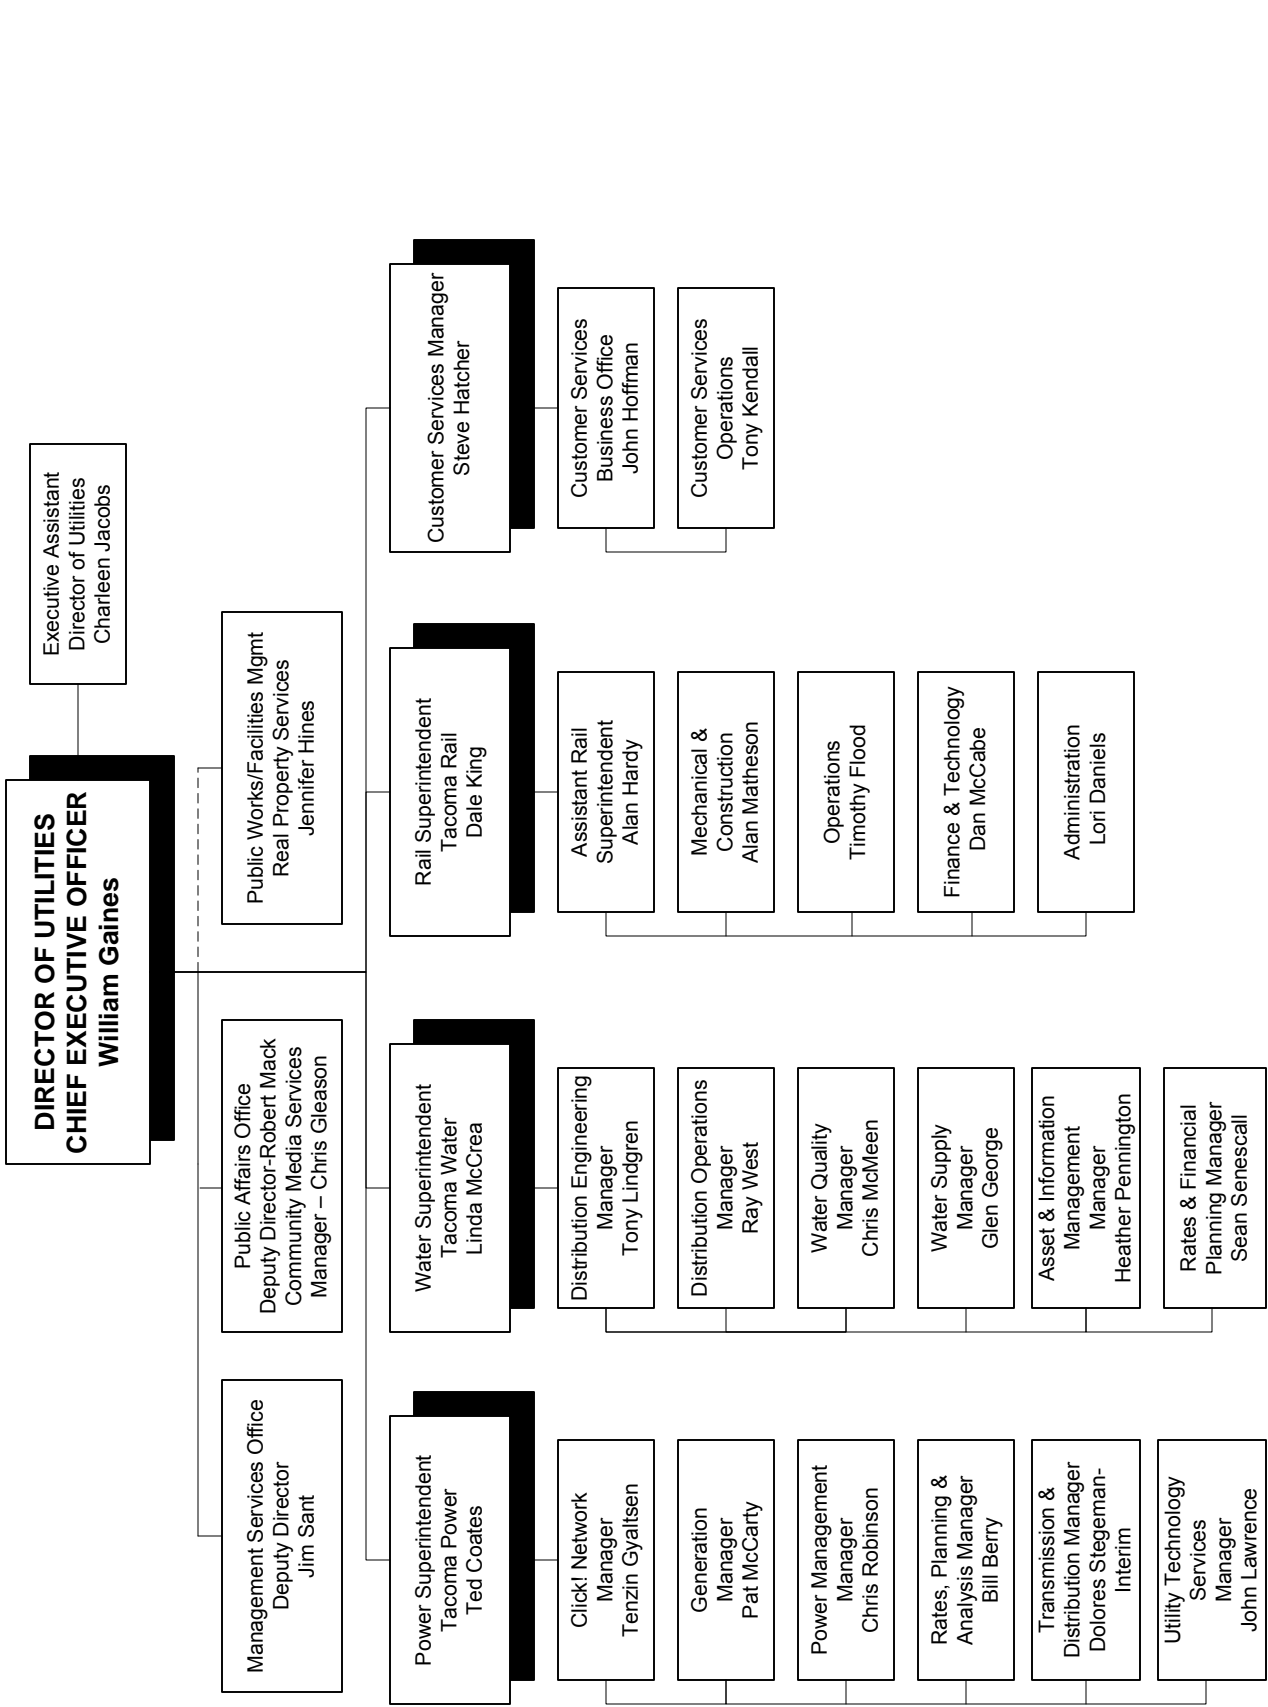 DIRECTOR OF UTILITIES
CHIEF EXECUTIVE OFFICER
William Gaines
Executive Assistant
Director of Utilities
Charleen Jacobs
Management Services Office
Deputy Director
Jim Sant
Public Affairs Office
Deputy Director-Robert Mack
Community Media Services
Manager – Chris Gleason
Public Works/Facilities Mgmt
Real Property Services
Jennifer Hines
Power Superintendent
Tacoma Power
Ted Coates
Click! Network
Manager
Tenzin Gyaltsen
Generation
Manager
Pat McCarty
Power Management
Manager
Chris Robinson
Rates, Planning &
Analysis Manager
Bill Berry
Transmission &
Distribution Manager
Dolores Stegeman-
Interim
Utility Technology
Services
Manager
John Lawrence
Water Superintendent
Tacoma Water
Linda McCrea
Distribution Engineering
Manager
Tony Lindgren
Distribution Operations
Manager
Ray West
Water Quality
Manager
Chris McMeen
Water Supply
Manager
Glen George
Asset & Information
Management
Manager
Heather Pennington
Rates & Financial
Planning Manager
Sean Senescall
Rail Superintendent
Tacoma Rail
Dale King
Assistant Rail
Superintendent
Alan Hardy
Mechanical &
Construction
Alan Matheson
Operations
Timothy Flood
Finance & Technology
Dan McCabe
Administration
Lori Daniels
Customer Services Manager
Steve Hatcher
Customer Services
Business Office
John Hoffman
Customer Services
Operations
Tony Kendall